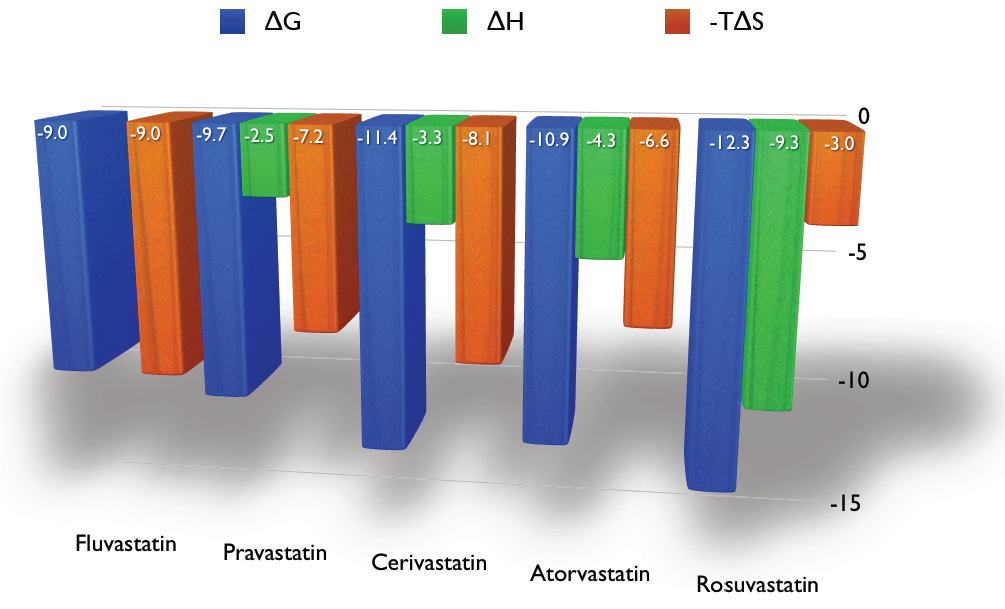 ΔG ΔH -TΔS
0
-9.0 -9.0 -9.7 -2.5 -7.2 -11.4 -3.3 -8.1 -10.9 -4.3 -6.6 -12.3 -9.3 -3.0
-5
-10
-15
Fluvastatin Pravastatin Cerivastatin Atorvastatin Rosuvastatin